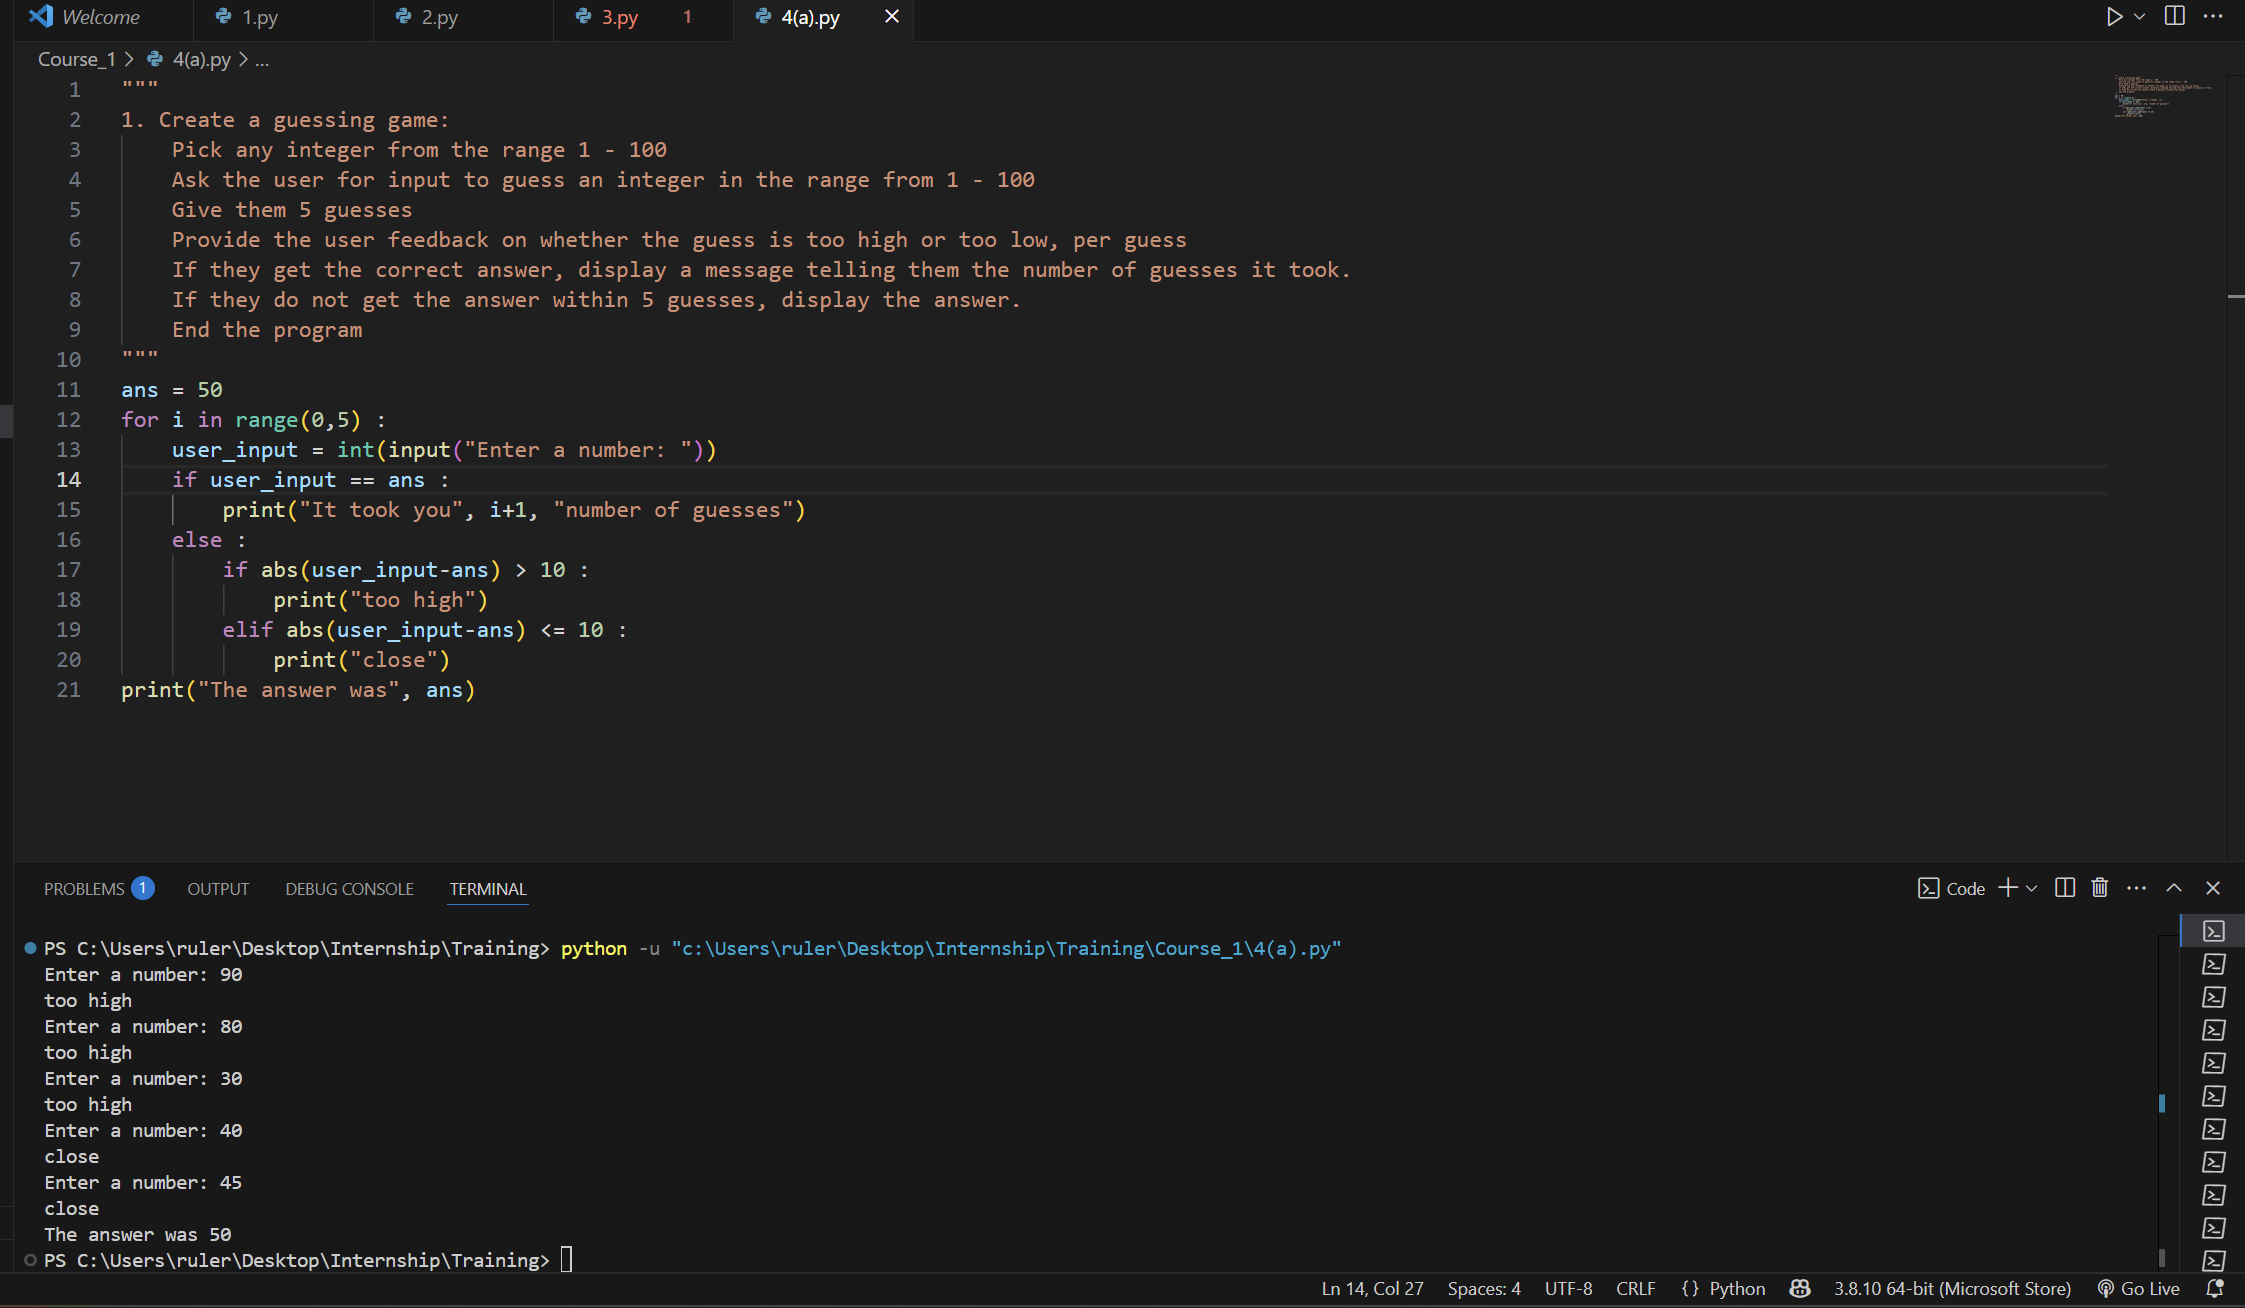 Welcome 1.py 2.py 3.py 1 4(a).py
Course_1 > 4(a).py > ...
1 """
2 1. Create a guessing game:
3     Pick any integer from the range 1 - 100
4     Ask the user for input to guess an integer in the range from 1 - 100
5     Give them 5 guesses
6     Provide the user feedback on whether the guess is too high or too low, per guess
7     If they get the correct answer, display a message telling them the number of guesses it took.
8     If they do not get the answer within 5 guesses, display the answer.
9     End the program
10 """
11 ans = 50
12 for i in range(0,5) :
13     user_input = int(input("Enter a number: "))
14     if user_input == ans :
15         print("It took you", i+1, "number of guesses")
16     else :
17         if abs(user_input-ans) > 10 :
18             print("too high")
19         elif abs(user_input-ans) <= 10 :
20             print("close")
21 print("The answer was", ans)
PROBLEMS 1 OUTPUT DEBUG CONSOLE TERMINAL Code
PS C:\Users\ruler\Desktop\Internship\Training> python -u "c:\Users\ruler\Desktop\Internship\Training\Course_1\4(a).py"
Enter a number: 90
too high
Enter a number: 80
too high
Enter a number: 30
too high
Enter a number: 40
close
Enter a number: 45
close
The answer was 50
PS C:\Users\ruler\Desktop\Internship\Training>
Ln 14, Col 27 Spaces: 4 UTF-8 CRLF {} Python 3.8.10 64-bit (Microsoft Store) Go Live